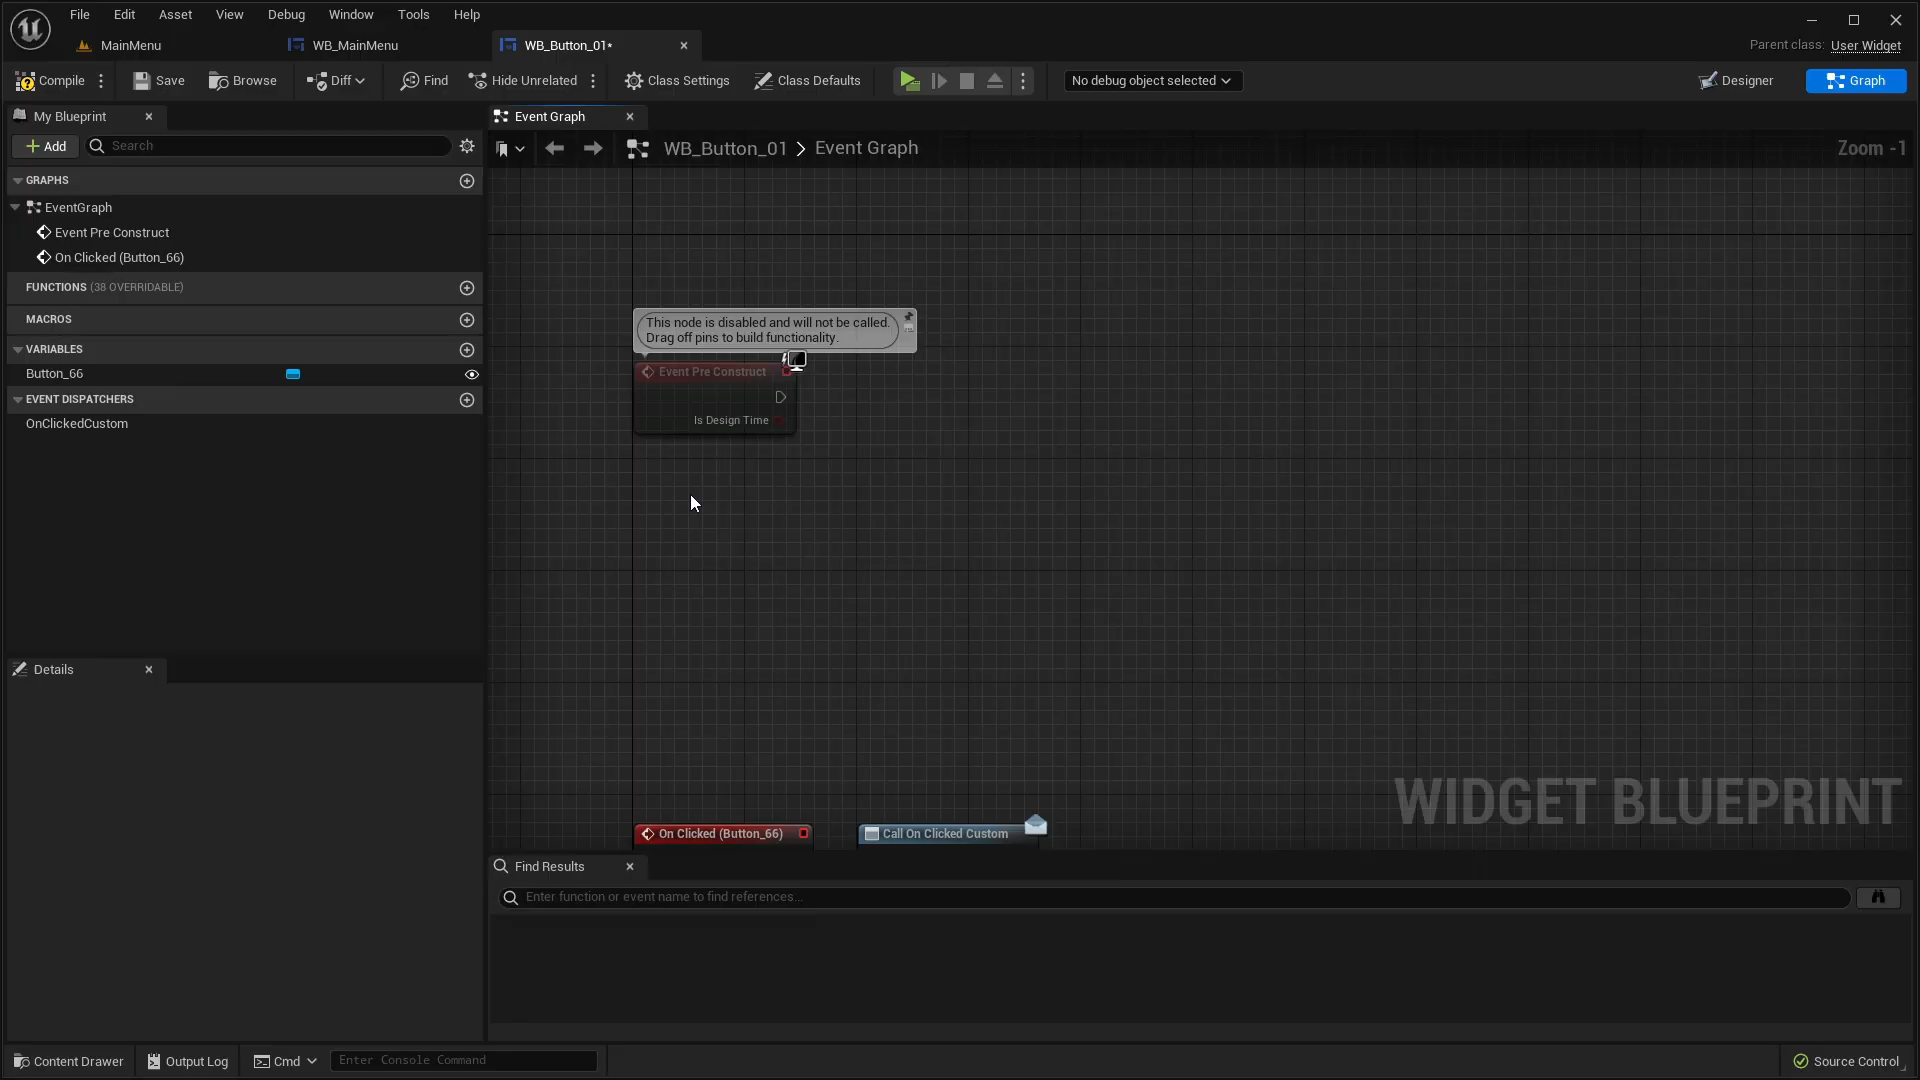 File Edit Asset View Debug Window Tools Help
MainMenu WB_MainMenu WB_Button_01*
Parent class: User Widget
Compile Save Browse Diff Find Hide Unrelated Class Settings Class Defaults No debug object selected Designer Graph
My Blueprint
Event Graph
Add Search
WB_Button_01 > Event Graph
Zoom -1
GRAPHS
EventGraph
Event Pre Construct
On Clicked (Button_66)
FUNCTIONS (38 OVERRIDABLE)
MACROS
VARIABLES
Button_66
EVENT DISPATCHERS
OnClickedCustom
This node is disabled and will not be called.
Drag off pins to build functionality.
Event Pre Construct
Is Design Time
Details
WIDGET BLUEPRINT
On Clicked (Button_66)
Call On Clicked Custom
Find Results
Enter function or event name to find references...
Content Drawer Output Log Cmd Enter Console Command Source Control